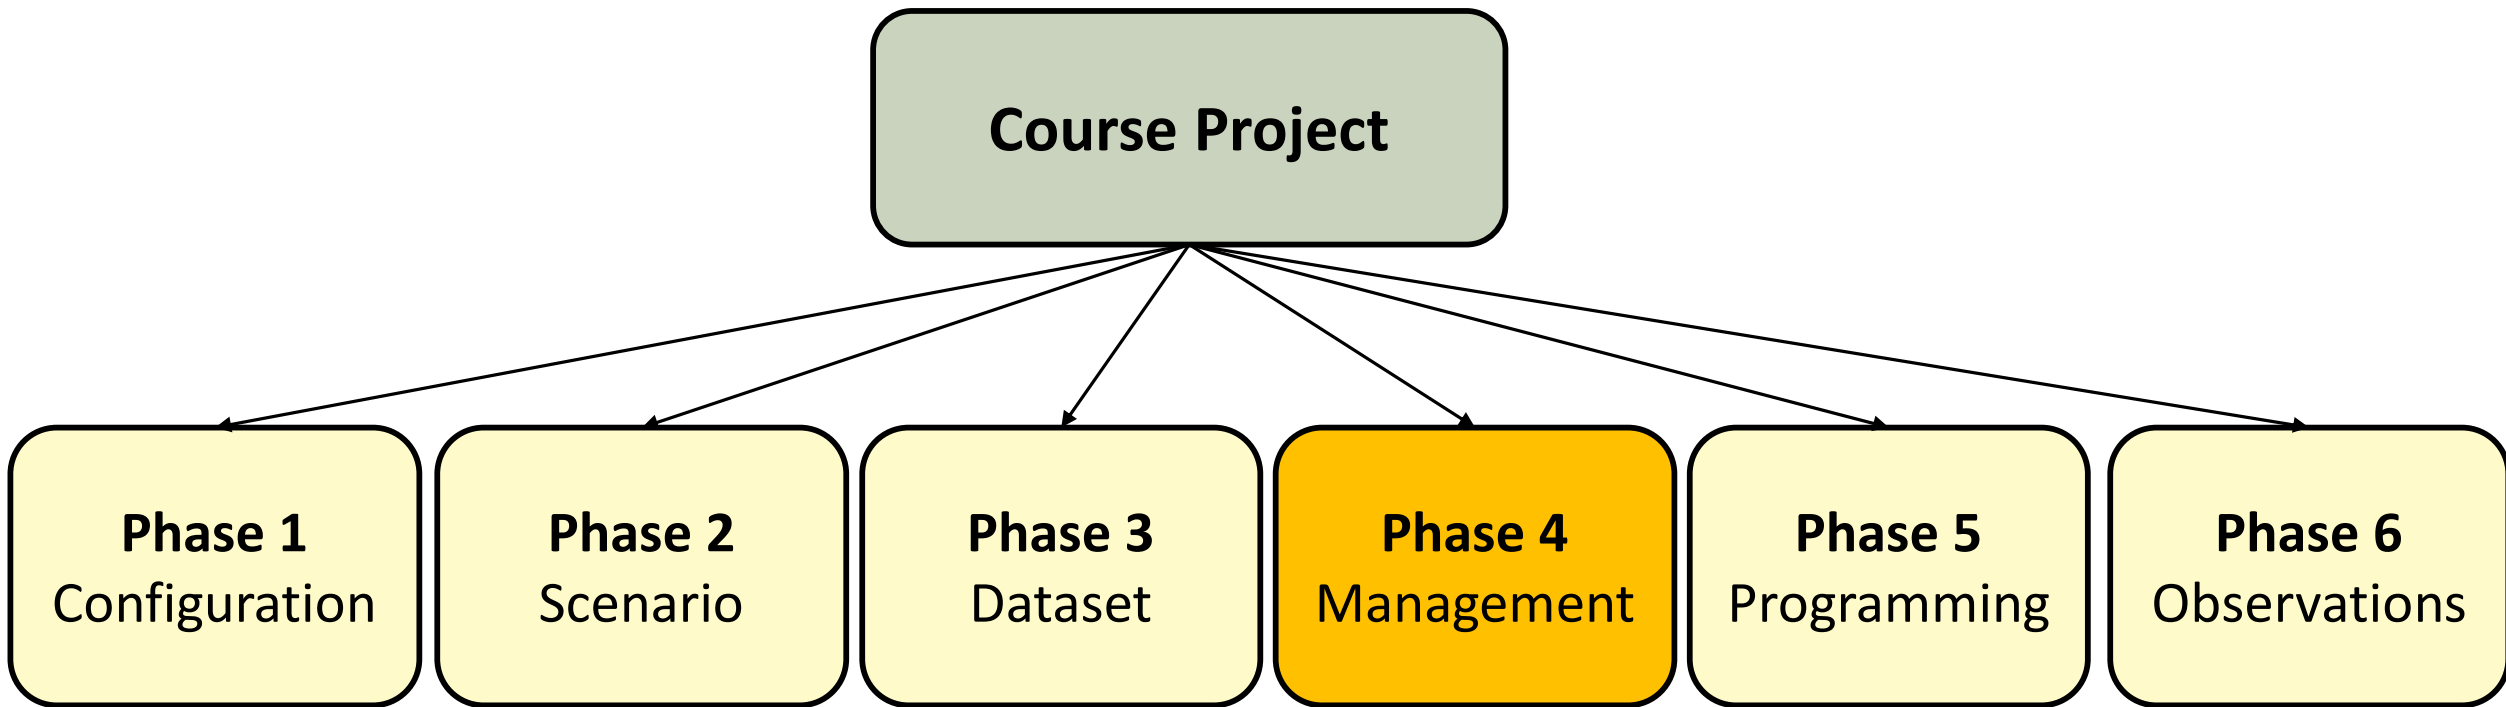 Course Project
Phase 1
Configuration
Phase 2
Scenario
Phase 3
Dataset
Phase 4
Management
Phase 5
Programming
Phase 6
Observations